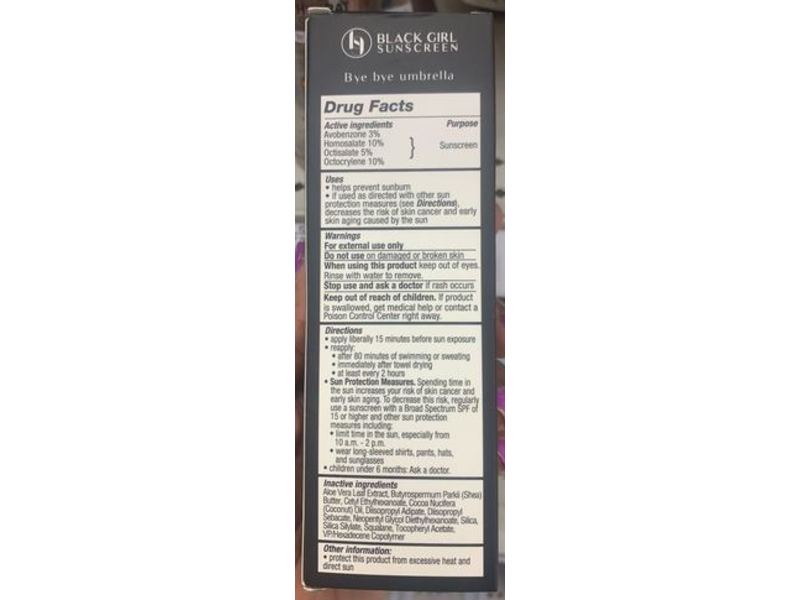 BLACK GIRL
SUNSCREEN
Bye bye umbrella
Drug Facts
Active ingredients Purpose
Avobenzone 3%
Homosalate 10%
Octisalate 5%
Octocrylene 10%
} Sunscreen
Uses
• helps prevent sunburn
• if used as directed with other sun
protection measures (see Directions),
decreases the risk of skin cancer and early
skin aging caused by the sun
Warnings
For external use only
Do not use on damaged or broken skin
When using this product keep out of eyes.
Rinse with water to remove.
Stop use and ask a doctor if rash occurs
Keep out of reach of children. If product
is swallowed, get medical help or contact a
Poison Control Center right away.
Directions
• apply liberally 15 minutes before sun exposure
• reapply:
• after 80 minutes of swimming or sweating
• immediately after towel drying
• at least every 2 hours
• Sun Protection Measures. Spending time in
the sun increases your risk of skin cancer and
early skin aging. To decrease this risk, regularly
use a sunscreen with a Broad Spectrum SPF of
15 or higher and other sun protection
measures including:
• limit time in the sun, especially from
10 a.m. - 2 p.m.
• wear long-sleeved shirts, pants, hats,
and sunglasses
• children under 6 months: Ask a doctor.
Inactive ingredients
Aloe Vera Leaf Extract, Butyrospermum Parkii (Shea)
Butter, Cetyl Ethylhexanoate, Cocoa Nucifera
(Coconut) Oil, Diisopropyl Adipate, Diisopropyl
Sebacate, Neopentyl Glycol Diethylhexanoate, Silica,
Silica Silylate, Squalane, Tocopheryl Acetate,
VP/Hexadecene Copolymer
Other information:
• protect this product from excessive heat and
direct sun